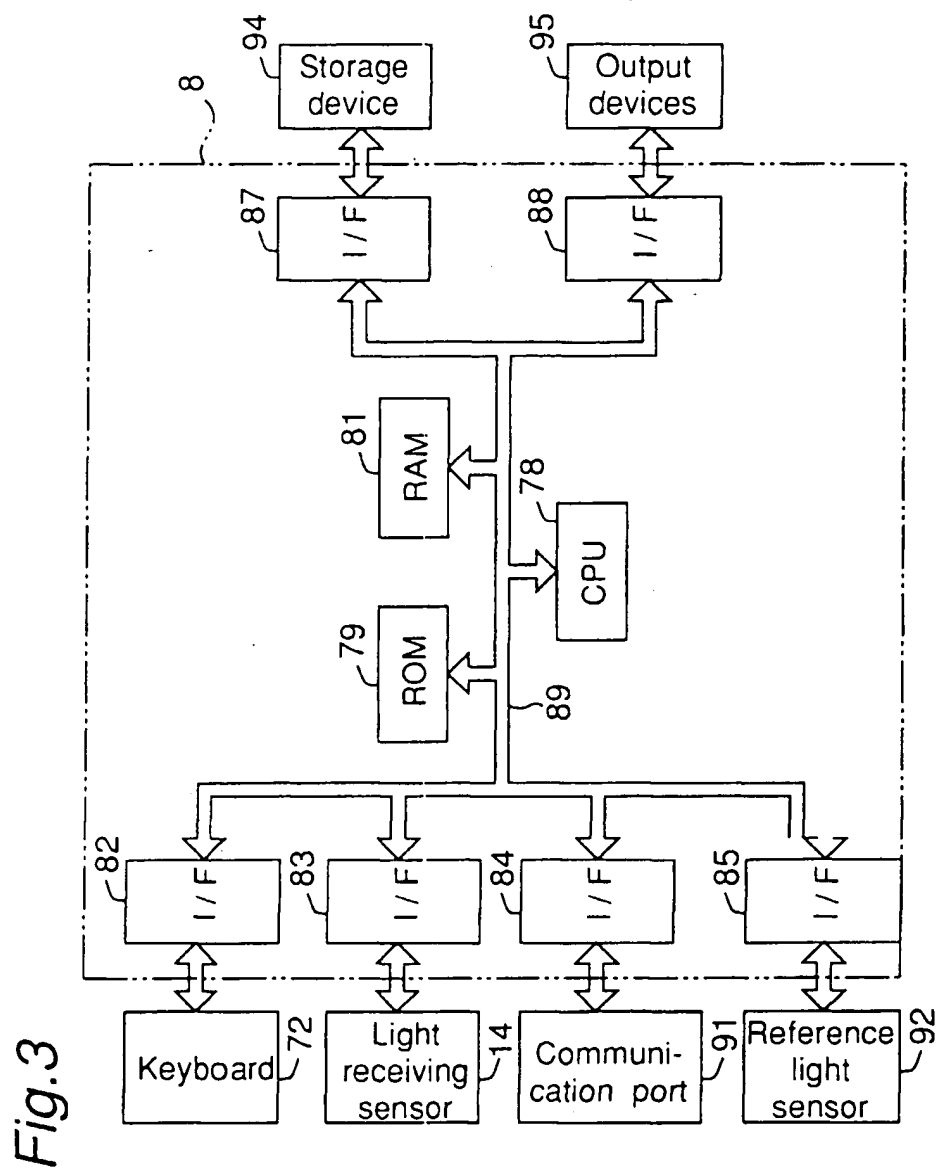 Fig.3
8
Keyboard
72
Light
receiving
sensor
14
Communi-
cation port
91
Reference
light
sensor
92
82
I/F
83
I/F
84
I/F
85
I/F
79
ROM
81
RAM
78
CPU
89
87
I/F
88
I/F
94
Storage
device
95
Output
devices